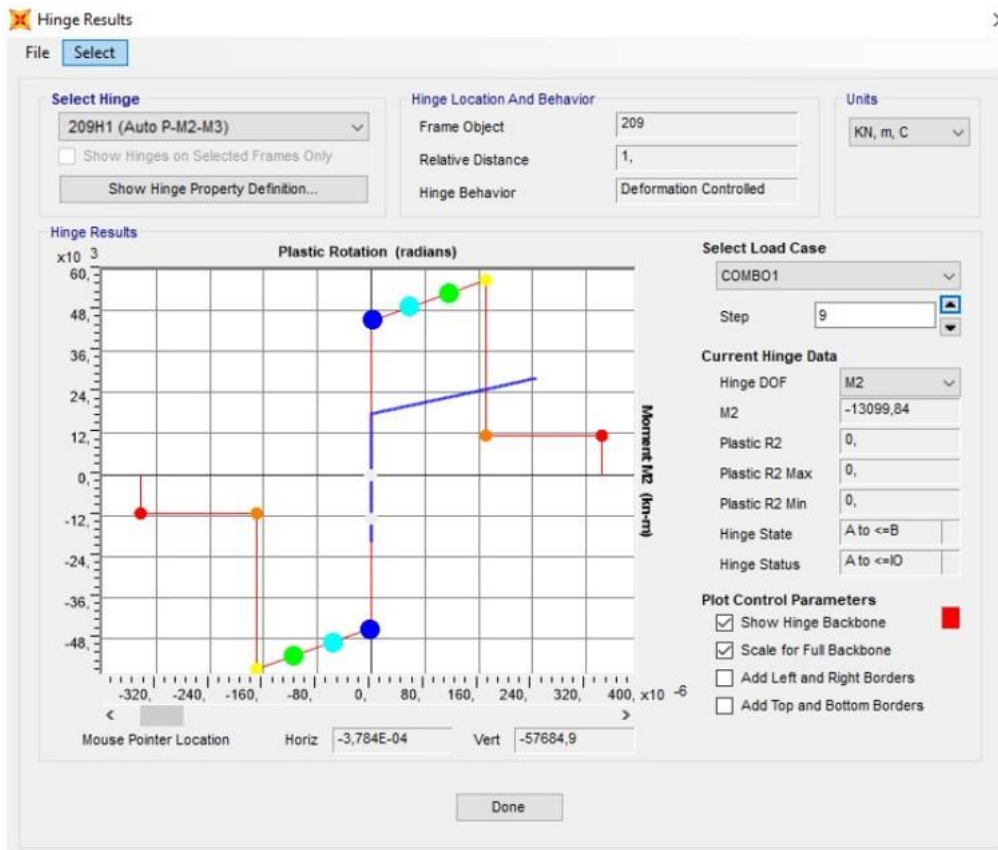 Hinge Results
File Select
Select Hinge
209H1 (Auto P-M2-M3)
Show Hinges on Selected Frames Only
Show Hinge Property Definition...
Hinge Location And Behavior
Frame Object 209
Relative Distance 1,
Hinge Behavior Deformation Controlled
Units
KN, m, C
Hinge Results
x10 3
Plastic Rotation (radians)
60,
48,
36,
24,
12,
0,
-12,
-24,
-36,
-48,
-320, -240, -160, -80, 0, 80, 160, 240, 320, 400, x10 -6
Moment M2 (kn-m)
Mouse Pointer Location Horiz -3,784E-04 Vert -57684,9
Select Load Case
COMBO1
Step 9
Current Hinge Data
Hinge DOF M2
M2 -13099,84
Plastic R2 0,
Plastic R2 Max 0,
Plastic R2 Min 0,
Hinge State A to <=B
Hinge Status A to <=IO
Plot Control Parameters
Show Hinge Backbone
Scale for Full Backbone
Add Left and Right Borders
Add Top and Bottom Borders
Done